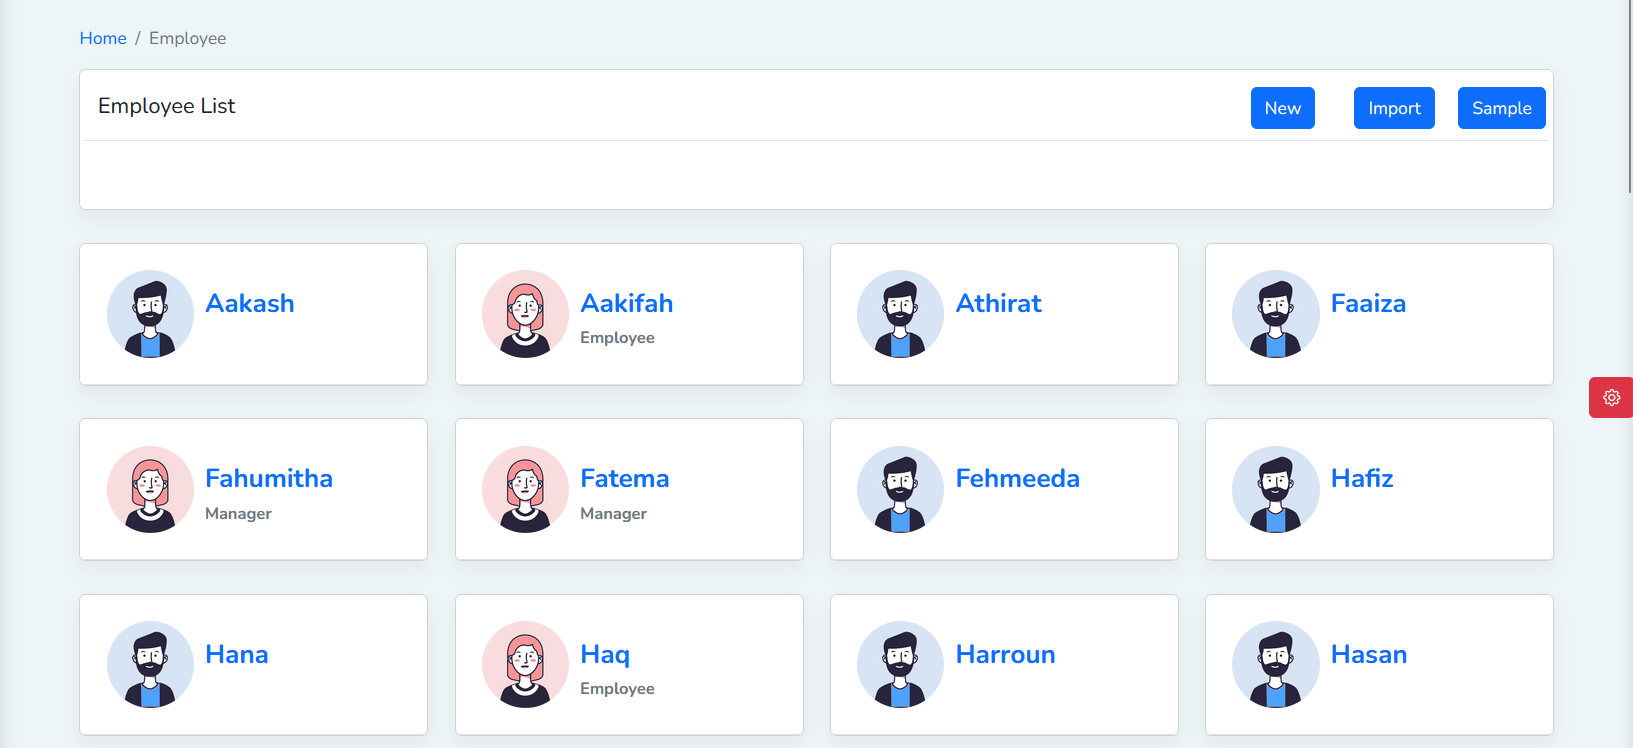 Home / Employee
Employee List
New Import Sample
Aakash
Aakifah
Employee
Athirat
Faaiza
Fahumitha
Manager
Fatema
Manager
Fehmeeda
Hafiz
Hana
Haq
Employee
Harroun
Hasan